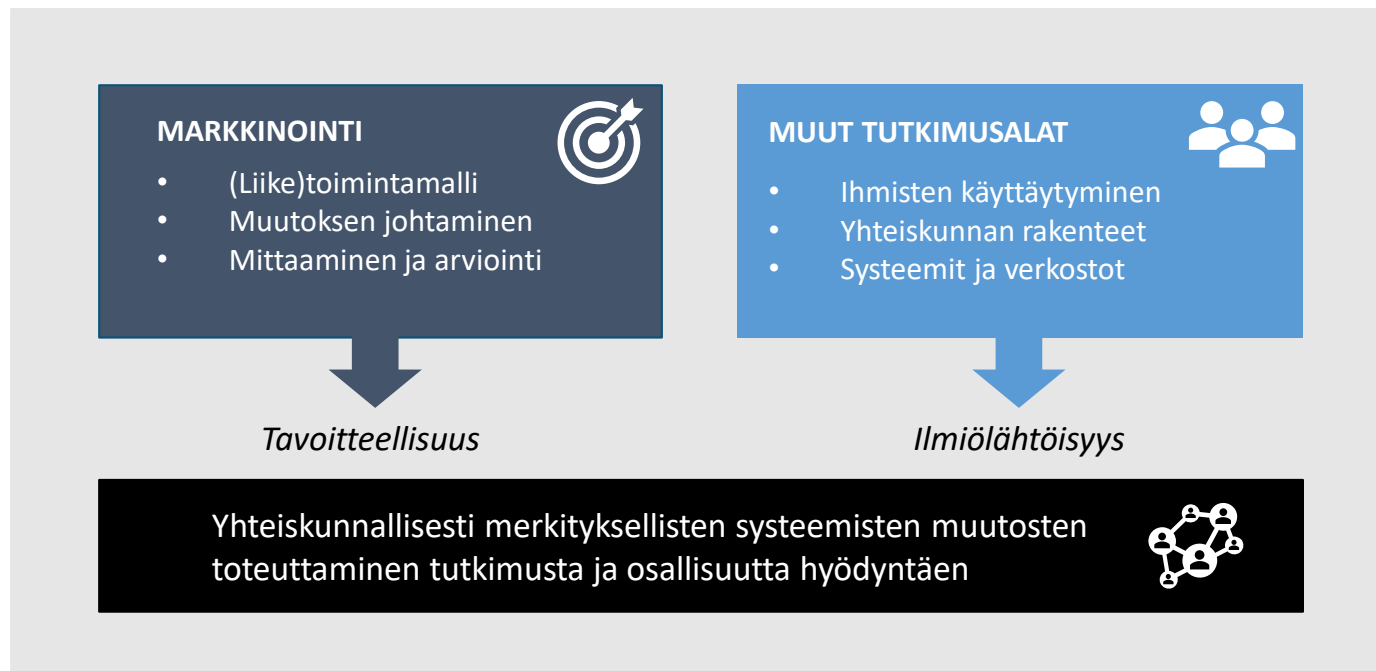 MARKKINOINTI
• (Liike)toimintamalli
• Muutoksen johtaminen
• Mittaaminen ja arviointi
MUUT TUTKIMUSALAT
• Ihmisten käyttäytyminen
• Yhteiskunnan rakenteet
• Systeemit ja verkostot
Tavoitteellisuus
Ilmiölähtöisyys
Yhteiskunnallisesti merkityksellisten systeemisten muutosten
toteuttaminen tutkimusta ja osallisuutta hyödyntäen